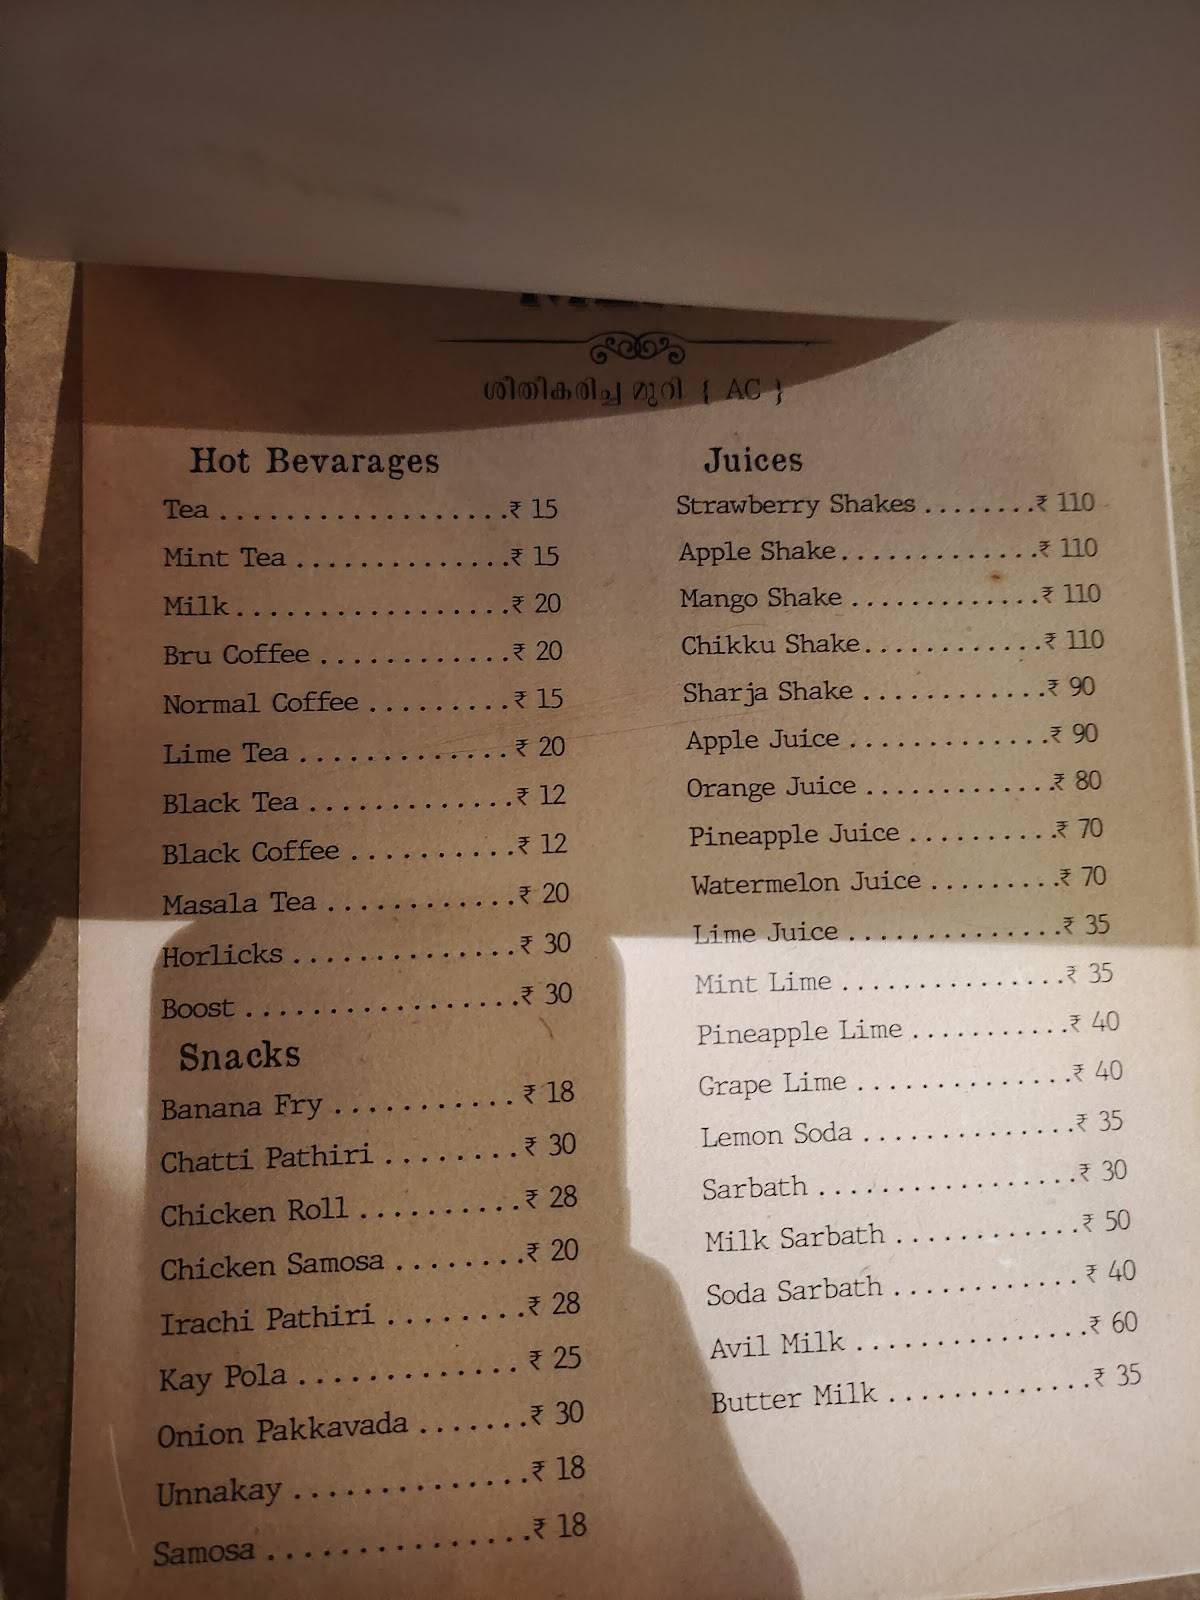 ശീതീകരിച്ച മുറി { AC }
Hot Bevarages
Tea ..................₹ 15
Mint Tea ..............₹ 15
Milk..................₹ 20
Bru Coffee ............₹ 20
Normal Coffee .........₹ 15
Lime Tea .............₹ 20
Black Tea .............₹ 12
Black Coffee ..........₹ 12
Masala Tea ............₹ 20
Horlicks ..............₹ 30
Boost .................₹ 30
Snacks
Banana Fry ........... ₹ 18
Chatti Pathiri ........₹ 30
Chicken Roll ..........₹ 28
Chicken Samosa ........₹ 20
Irachi Pathiri ........₹ 28
Kay Pola ............. ₹ 25
Onion Pakkavada .......₹ 30
Unnakay ..............₹ 18
Samosa ...............₹ 18
Juices
Strawberry Shakes ........₹ 110
Apple Shake.............₹ 110
Mango Shake ............₹ 110
Chikku Shake............₹ 110
Sharja Shake ............₹ 90
Apple Juice .............₹ 90
Orange Juice .............₹ 80
Pineapple Juice ..........₹ 70
Watermelon Juice .........₹ 70
Lime Juice ..............₹ 35
Mint Lime ...............₹ 35
Pineapple Lime ..........₹ 40
Grape Lime ..............₹ 40
Lemon Soda ..............₹ 35
Sarbath .................₹ 30
Milk Sarbath ............₹ 50
Soda Sarbath ............ ₹ 40
Avil Milk ...............₹ 60
Butter Milk .............₹ 35